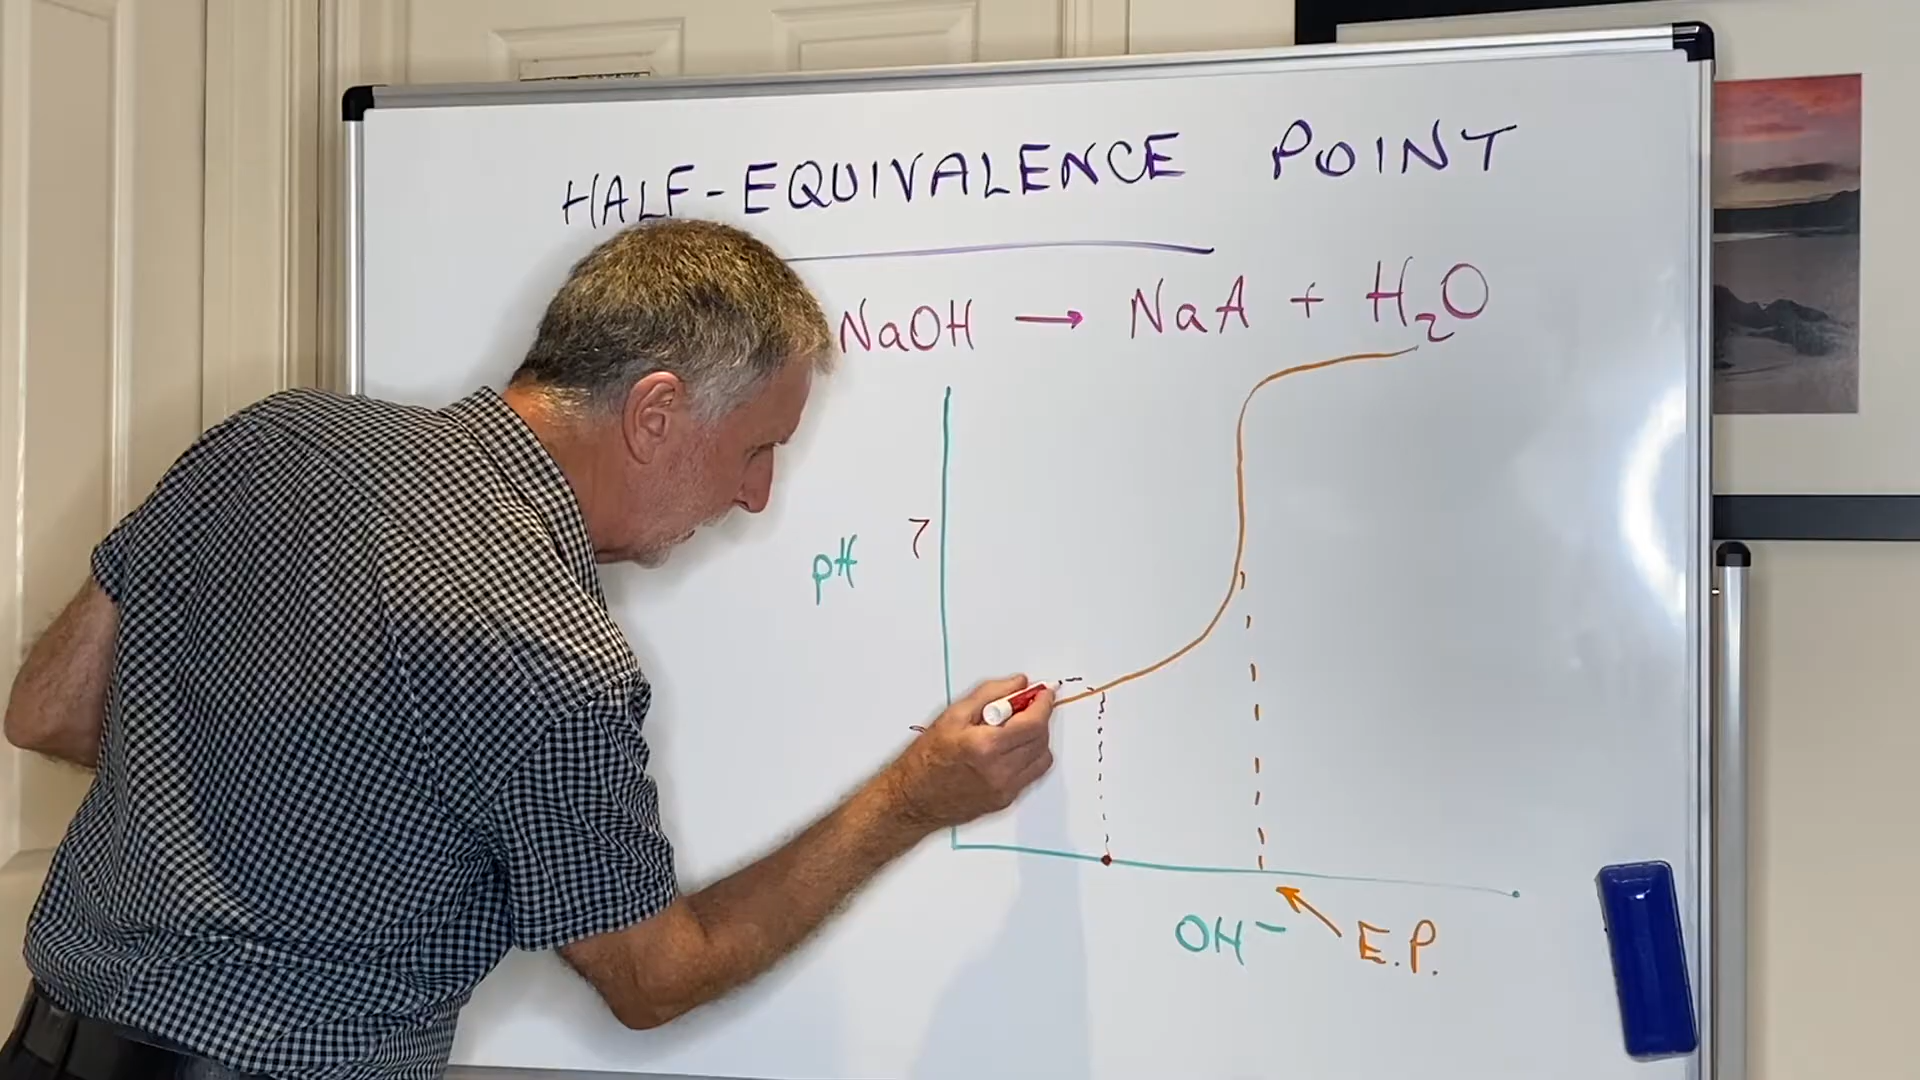 HALF-EQUIVALENCE POINT
NaOH → NaA + H₂O
7
pH
OH⁻
E.P.